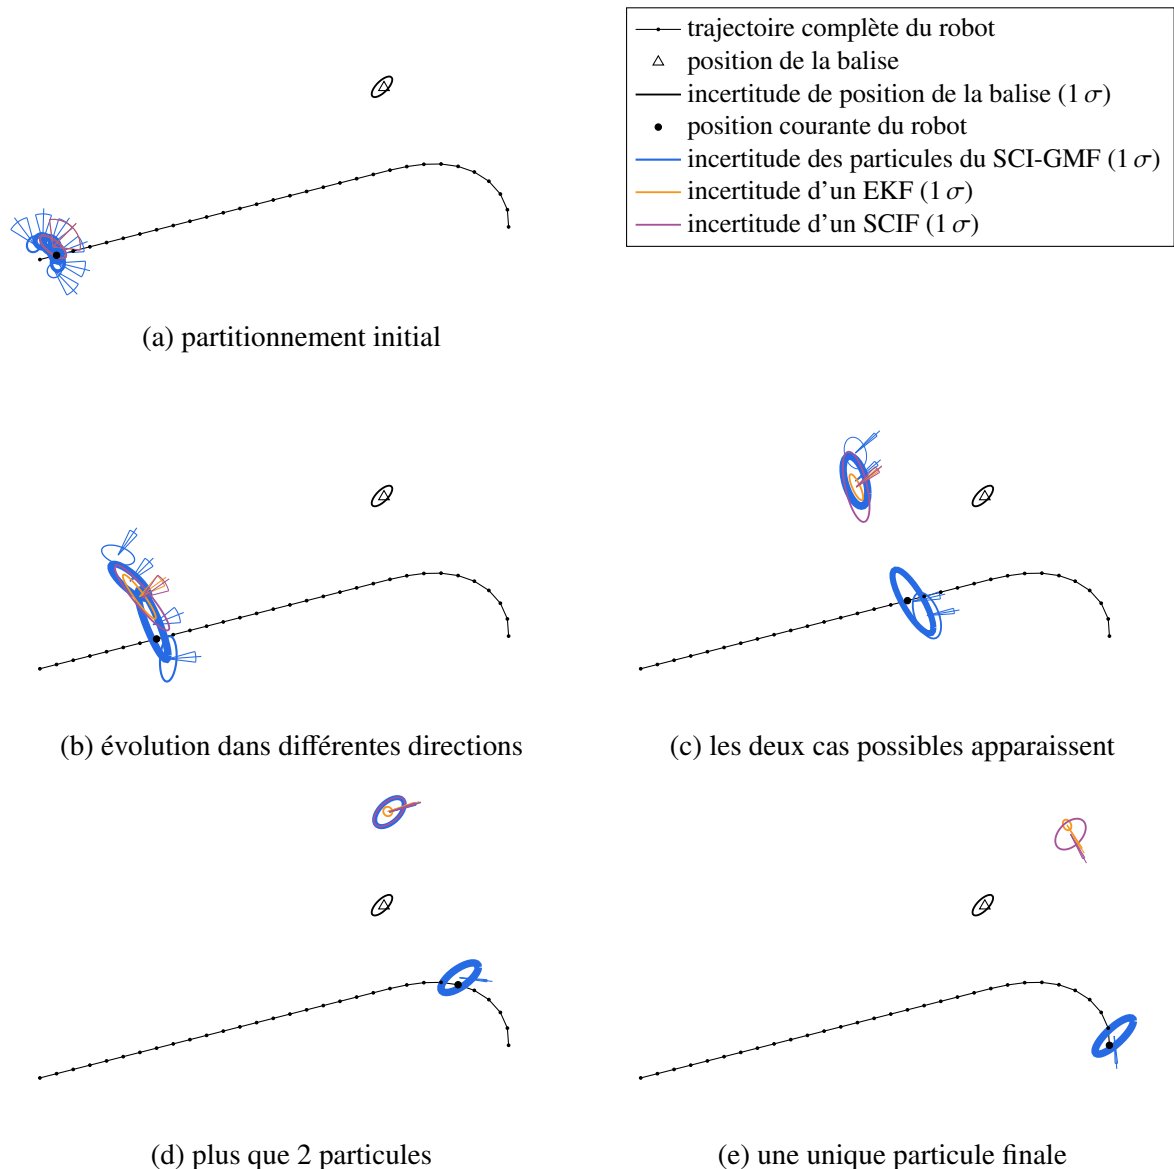 trajectoire complète du robot
position de la balise
incertitude de position de la balise (1 σ)
position courante du robot
incertitude des particules du SCI-GMF (1 σ)
incertitude d’un EKF (1 σ)
incertitude d’un SCIF (1 σ)
(a) partitionnement initial
(b) évolution dans différentes directions
(c) les deux cas possibles apparaissent
(d) plus que 2 particules
(e) une unique particule finale